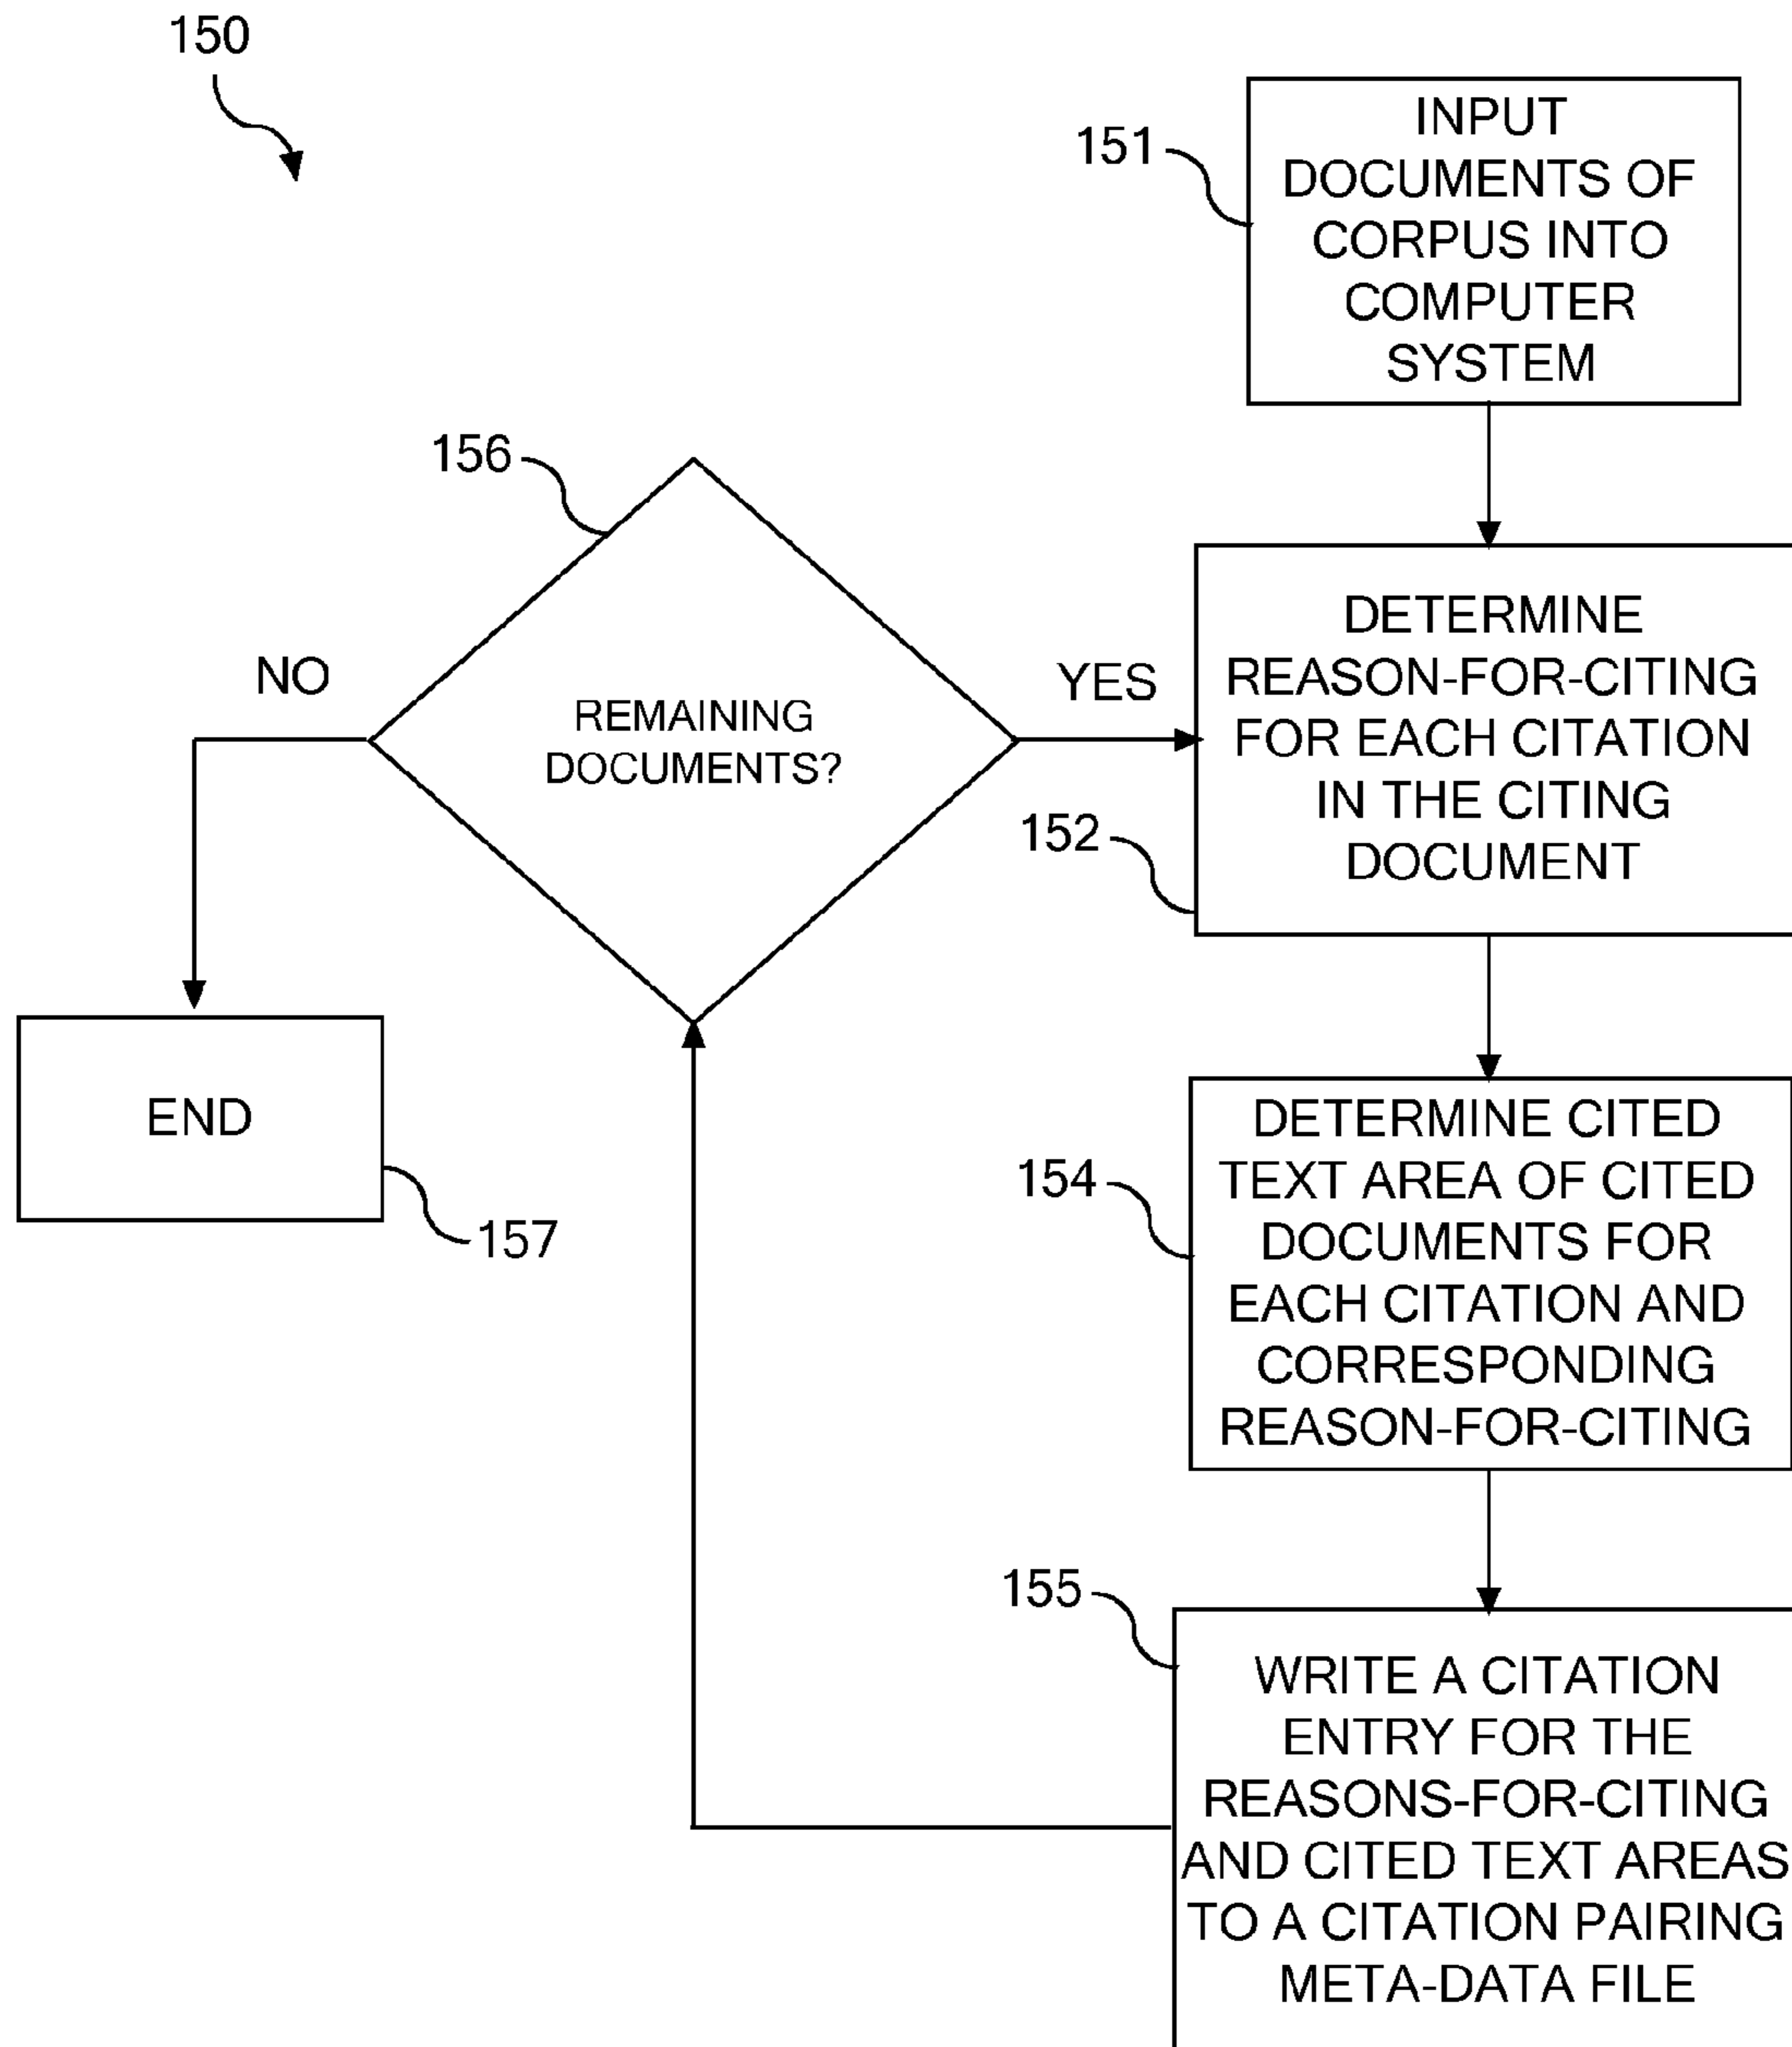 150
151
INPUT
DOCUMENTS OF
CORPUS INTO
COMPUTER
SYSTEM
156
REMAINING
DOCUMENTS?
NO
YES
152
DETERMINE
REASON-FOR-CITING
FOR EACH CITATION
IN THE CITING
DOCUMENT
END
157
154
DETERMINE CITED
TEXT AREA OF CITED
DOCUMENTS FOR
EACH CITATION AND
CORRESPONDING
REASON-FOR-CITING
155
WRITE A CITATION
ENTRY FOR THE
REASONS-FOR-CITING
AND CITED TEXT AREAS
TO A CITATION PAIRING
META-DATA FILE